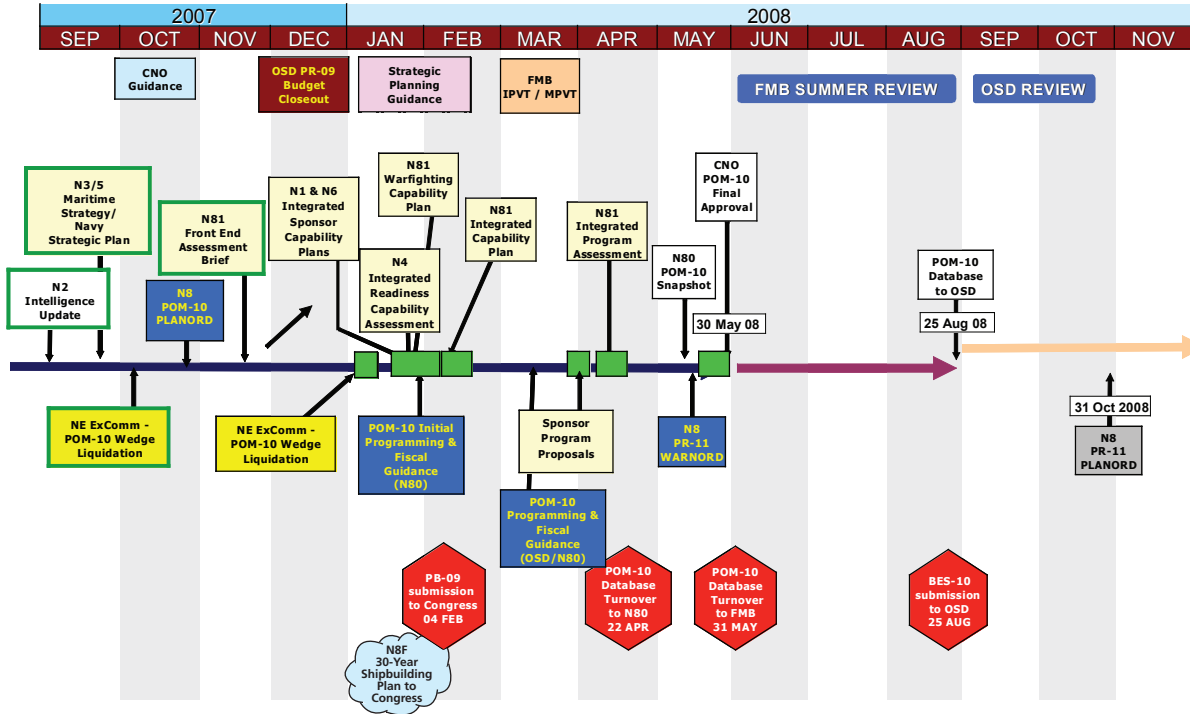 2007
2008
SEP
OCT
NOV
DEC
JAN
FEB
MAR
APR
MAY
JUN
JUL
AUG
SEP
OCT
NOV
CNO
Guidance
OSD PR-09
Budget
Closeout
Strategic
Planning
Guidance
FMB
IPVT / MPVT
FMB SUMMER REVIEW
OSD REVIEW
N3/5
Maritime
Strategy/
Navy
Strategic Plan
N2
Intelligence
Update
N8
POM-10
PLANORD
N81
Front End
Assessment
Brief
N1 & N6
Integrated
Sponsor
Capability
Plans
N81
Warfighting
Capability
Plan
N4
Integrated
Readiness
Capability
Assessment
N81
Integrated
Capability
Plan
N81
Integrated
Program
Assessment
N80
POM-10
Snapshot
CNO
POM-10
Final
Approval
30 May 08
POM-10
Database
to OSD
25 Aug 08
NE ExComm -
POM-10 Wedge
Liquidation
NE ExComm -
POM-10 Wedge
Liquidation
POM-10 Initial
Programming &
Fiscal
Guidance
(N80)
Sponsor
Program
Proposals
POM-10
Programming &
Fiscal
Guidance
(OSD/N80)
N8
PR-11
WARNORD
31 Oct 2008
N8
PR-11
PLANORD
PB-09
submission
to Congress
04 FEB
N8F
30-Year
Shipbuilding
Plan to
Congress
POM-10
Database
Turnover
to N80
22 APR
POM-10
Database
Turnover
to FMB
31 MAY
BES-10
submission
to OSD
25 AUG